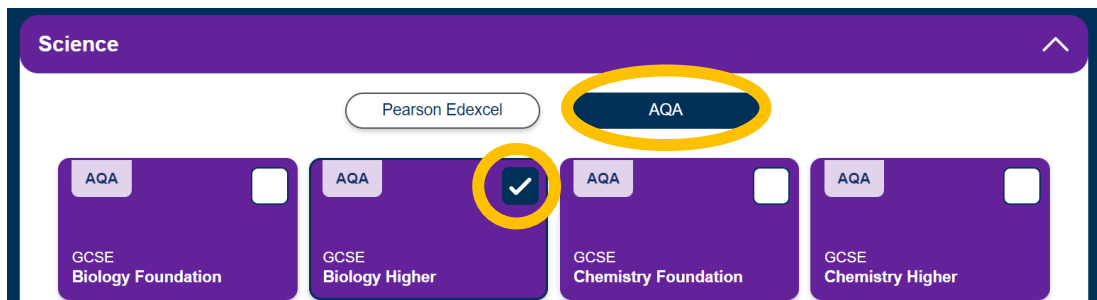 Science
Pearson Edexcel
AQA
AQA
GCSE
Biology Foundation
AQA
GCSE
Biology Higher
AQA
GCSE
Chemistry Foundation
AQA
GCSE
Chemistry Higher